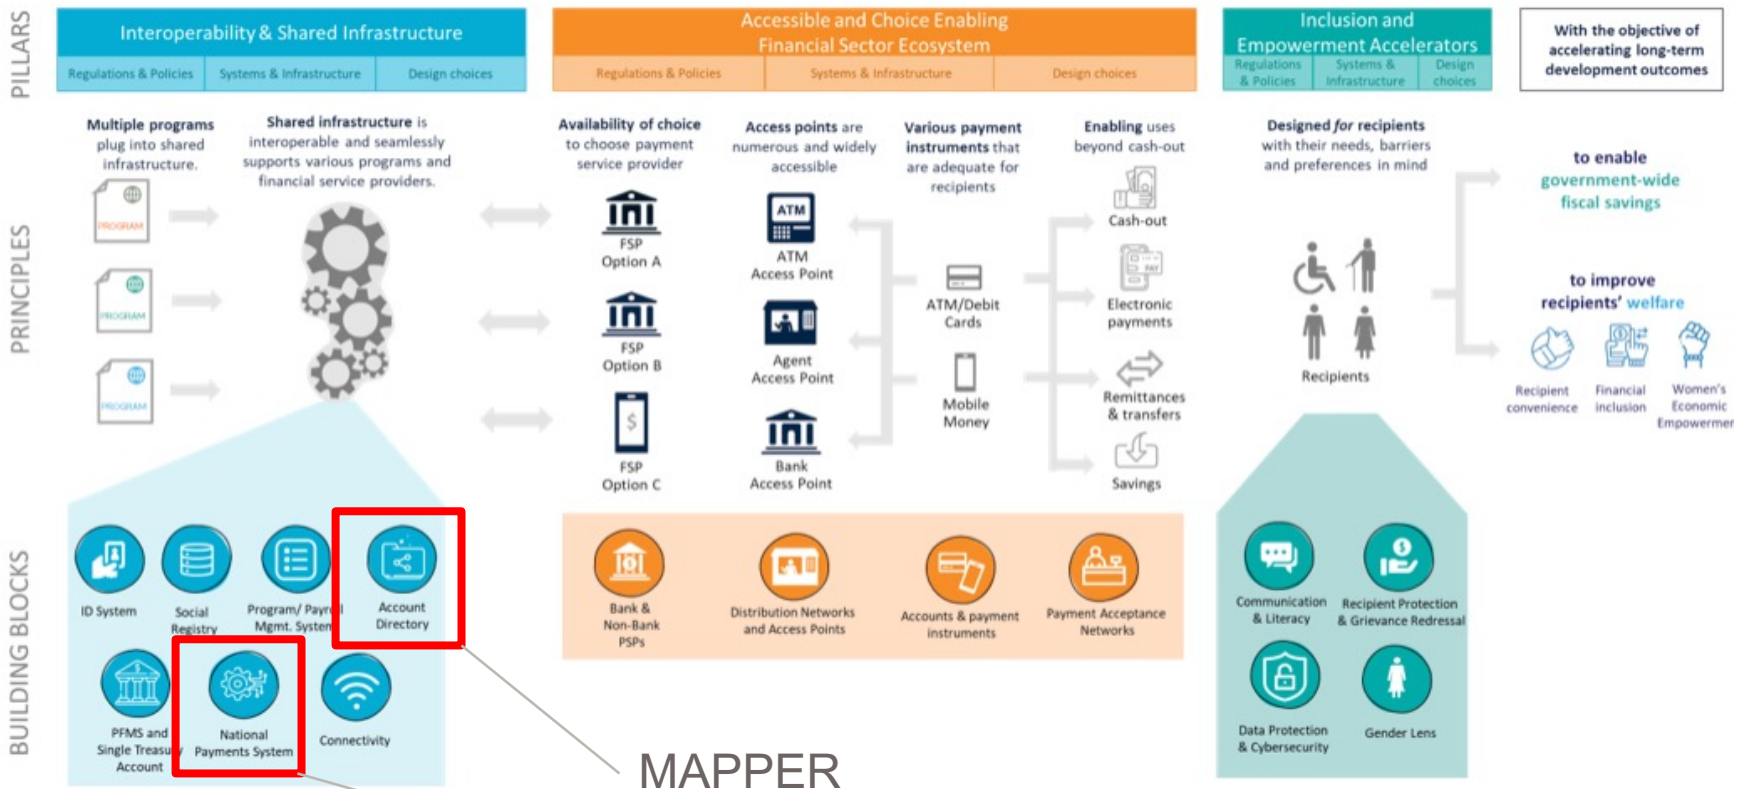 PILLARS
Interoperability & Shared Infrastructure
Regulations & Policies
Systems & Infrastructure
Design choices
Accessible and Choice Enabling
Financial Sector Ecosystem
Regulations & Policies
Systems & Infrastructure
Design choices
Inclusion and
Empowerment Accelerators
Regulations
& Policies
Systems &
Infrastructure
Design
choices
With the objective of
accelerating long-term
development outcomes
PRINCIPLES
Multiple programs
plug into shared
infrastructure.
Shared infrastructure is
interoperable and seamlessly
supports various programs and
financial service providers.
PROGRAM
PROGRAM
PROGRAM
Availability of choice
to choose payment
service provider
FSP
Option A
FSP
Option B
$
FSP
Option C
Access points are
numerous and widely
accessible
ATM
ATM
Access Point
Agent
Access Point
Bank
Access Point
Various payment
instruments that
are adequate for
recipients
ATM/Debit
Cards
Mobile
Money
Enabling uses
beyond cash-out
Cash-out
PAY
Electronic
payments
Remittances
& transfers
Savings
Designed for recipients
with their needs, barriers
and preferences in mind
Recipients
to enable
government-wide
fiscal savings
to improve
recipients' welfare
Recipient
convenience
Financial
inclusion
Women's
Economic
Empowermer
BUILDING BLOCKS
ID System
Social
Registry
Program/ Payroll
Mgmt. System
Account
Directory
PFMS and
Single Treasury
Account
National
Payments System
Connectivity
Bank &
Non-Bank
PSPs
Distribution Networks
and Access Points
Accounts & payment
instruments
Payment Acceptance
Networks
Communication
& Literacy
Recipient Protection
& Grievance Redressal
Data Protection
& Cybersecurity
Gender Lens
MAPPER